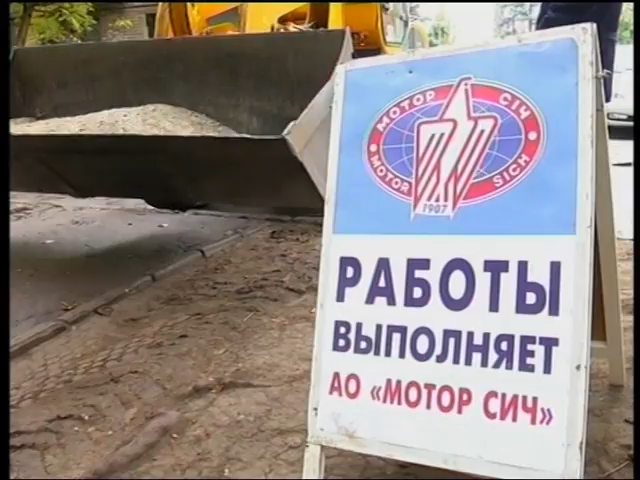 МОТОР СІЧ
MOTOR SICH
1907
РАБОТЫ
ВЫПОЛНЯЕТ
АО «МОТОР СИЧ»